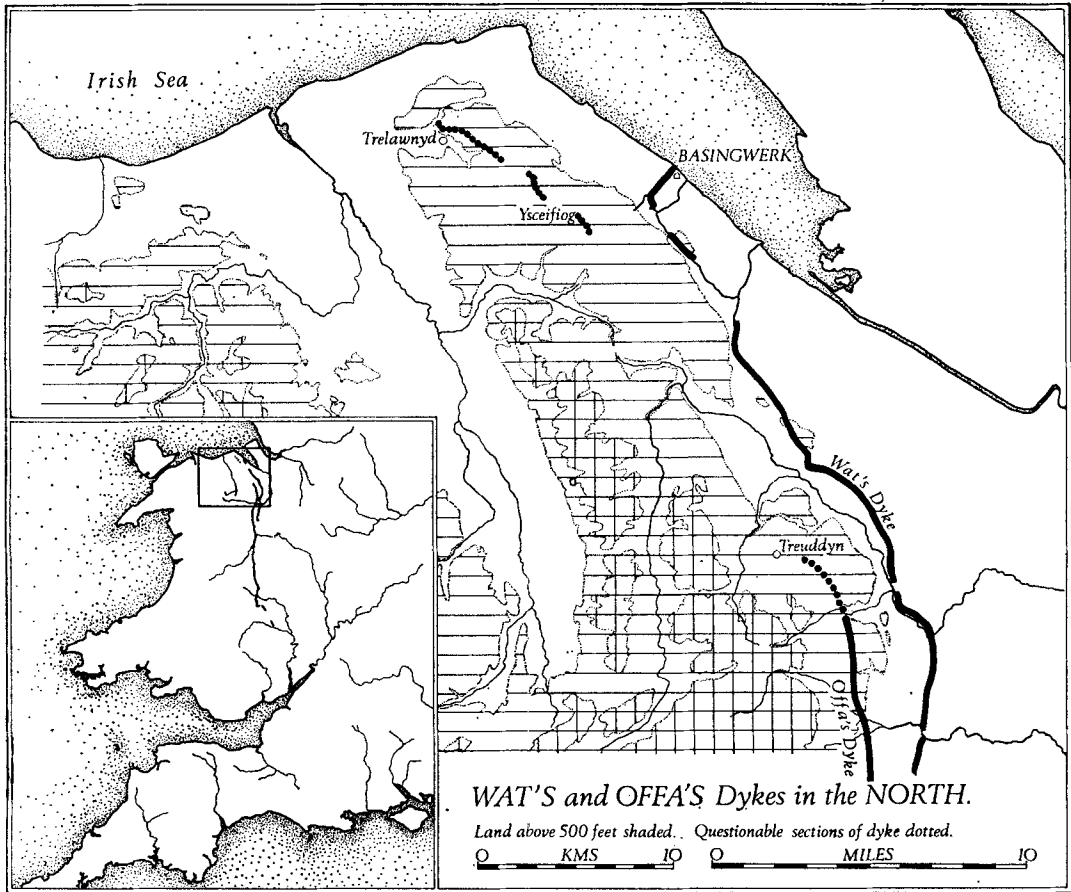 Irish Sea
Trelawnyd
BASINGWERK
Ysceifiog
Wat's Dyke
Treuddyn
Offa's Dyke
WAT'S and OFFA'S Dykes in the NORTH.
Land above 500 feet shaded.. Questionable sections of dyke dotted.
0 KMS 10 0 MILES 10